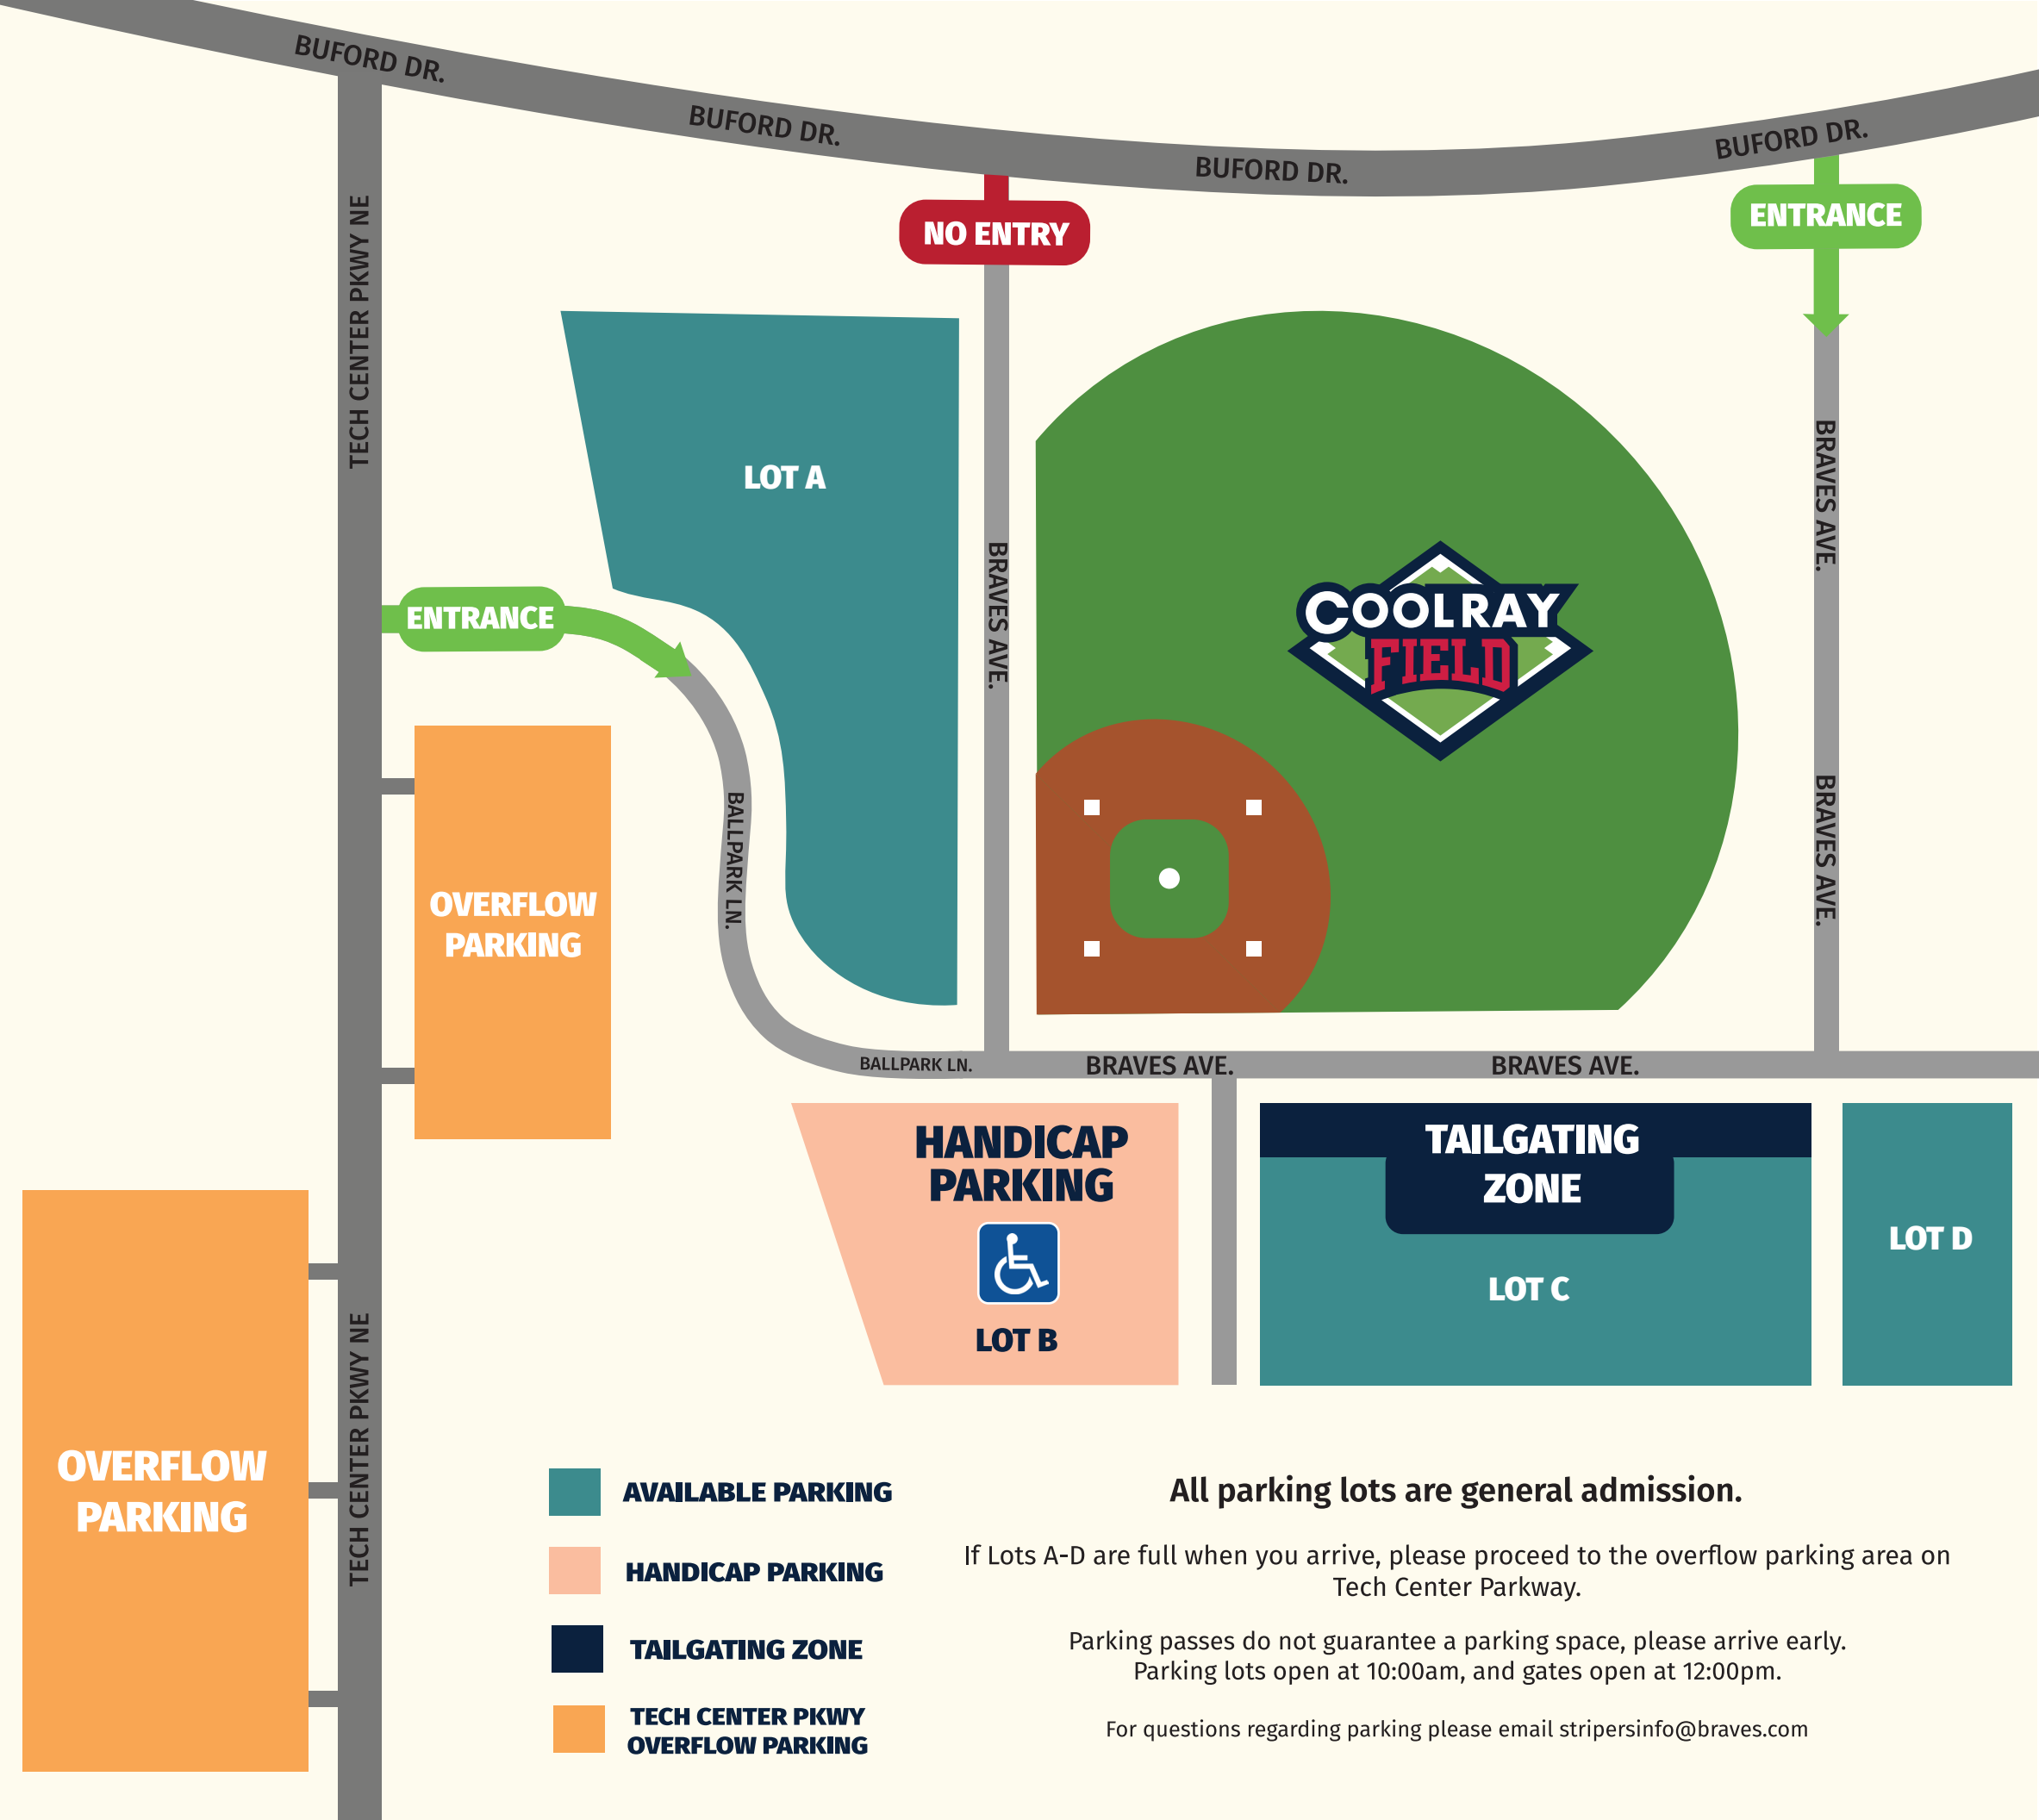 BUFORD DR.
BUFORD DR.
BUFORD DR.
BUFORD DR.
NO ENTRY
ENTRANCE
TECH CENTER PKWY NE
LOT A
BRAVES AVE.
BRAVES AVE.
COOLRAY
FIELD
ENTRANCE
BALLPARK LN.
BRAVES AVE.
OVERFLOW
PARKING
BALLPARK LN.
BRAVES AVE.
BRAVES AVE.
HANDICAP
PARKING
LOT B
TAILGATING
ZONE
LOT C
LOT D
TECH CENTER PKWY NE
OVERFLOW
PARKING
AVAILABLE PARKING
HANDICAP PARKING
TAILGATING ZONE
TECH CENTER PKWY
OVERFLOW PARKING
All parking lots are general admission.
If Lots A-D are full when you arrive, please proceed to the overflow parking area on
Tech Center Parkway.
Parking passes do not guarantee a parking space, please arrive early.
Parking lots open at 10:00am, and gates open at 12:00pm.
For questions regarding parking please email stripersinfo@braves.com